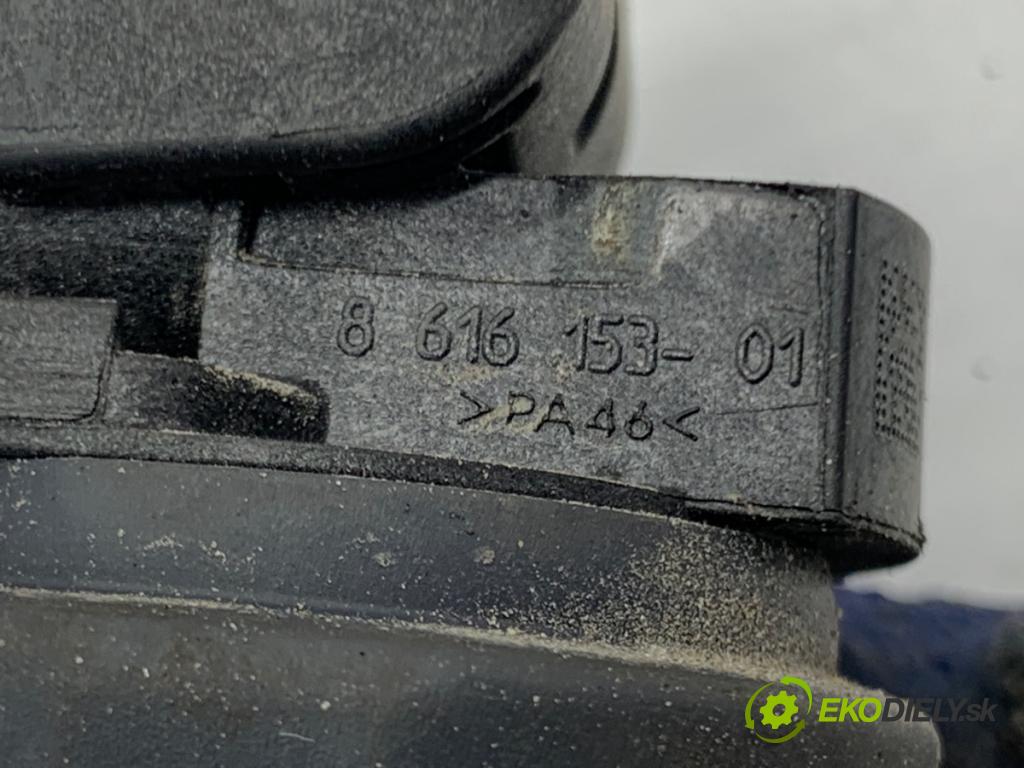 8 616 153-01
>PA46<
EKODIELY.sk